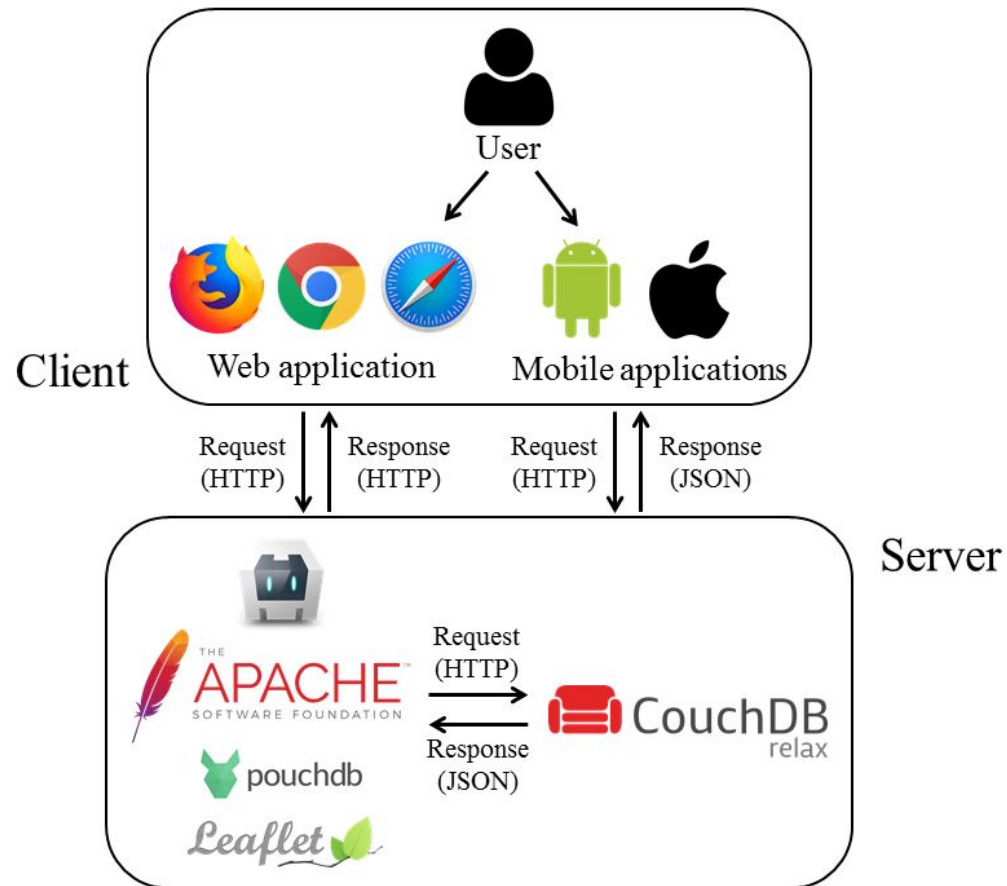 User
Web application
Mobile applications
Client
Request
(HTTP)
Response
(HTTP)
Request
(HTTP)
Response
(JSON)
Server
THE
APACHE™
SOFTWARE FOUNDATION
Request
(HTTP)
Response
(JSON)
CouchDB
relax
pouchdb
Leaflet